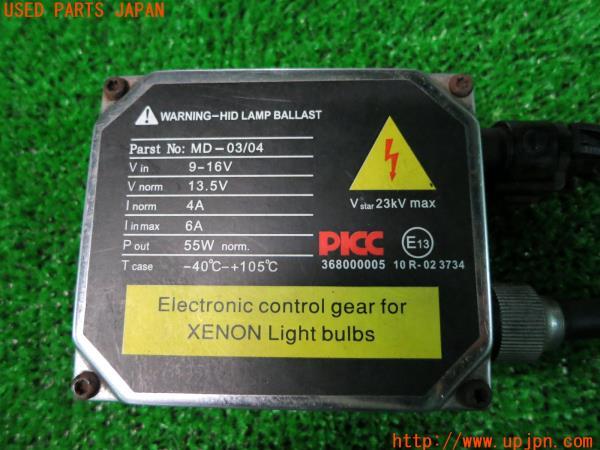 USED PARTS JAPAN
WARNING-HID LAMP BALLAST
Parst No: MD-03/04
V in 9-16V
V norm 13.5V
I norm 4A
I in max 6A
P out 55W norm.
T case -40℃-+105℃
V star 23kV max
PICC E13
368000005 10 R-02 3734
Electronic control gear for
XENON Light bulbs
http://www.upjpn.com/